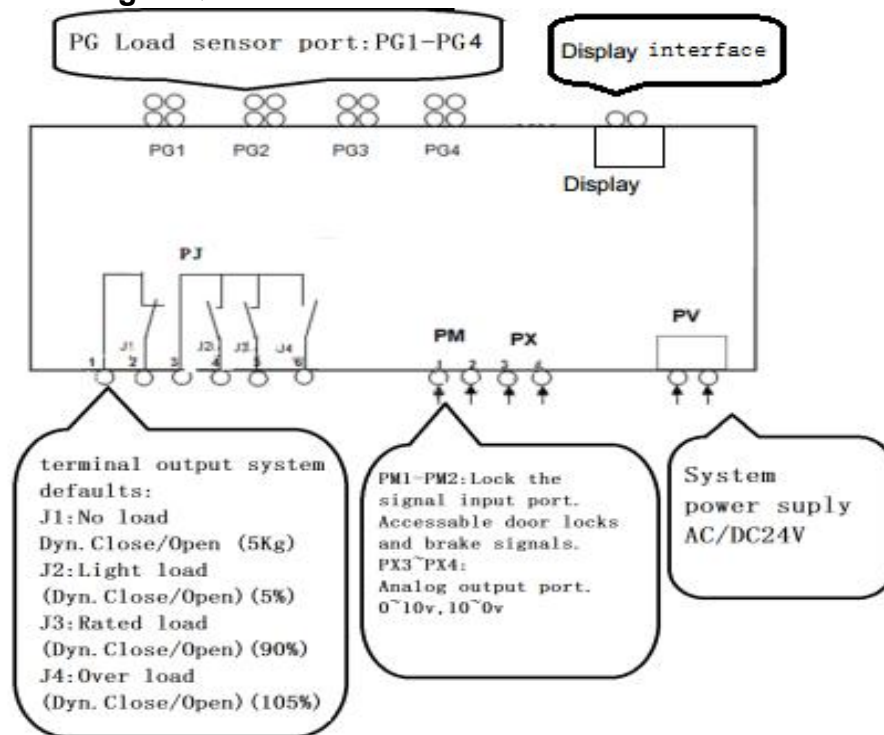 PG Load sensor port:PG1-PG4
Display interface
PG1 PG2 PG3 PG4
Display
PJ
J1 J2 J3 J4
1 2 3 4 5 6
PM PX
1 2 3 4
PV
terminal output system
defaults:
J1:No load
Dyn.Close/Open (5Kg)
J2:Light load
(Dyn.Close/Open)(5%)
J3:Rated load
(Dyn.Close/Open)(90%)
J4:Over load
(Dyn.Close/Open)(105%)
PM1-PM2:Lock the
signal input port.
Accessable door locks
and brake signals.
PX3~PX4:
Analog output port.
0~10v,10~0v
System
power suply
AC/DC24V